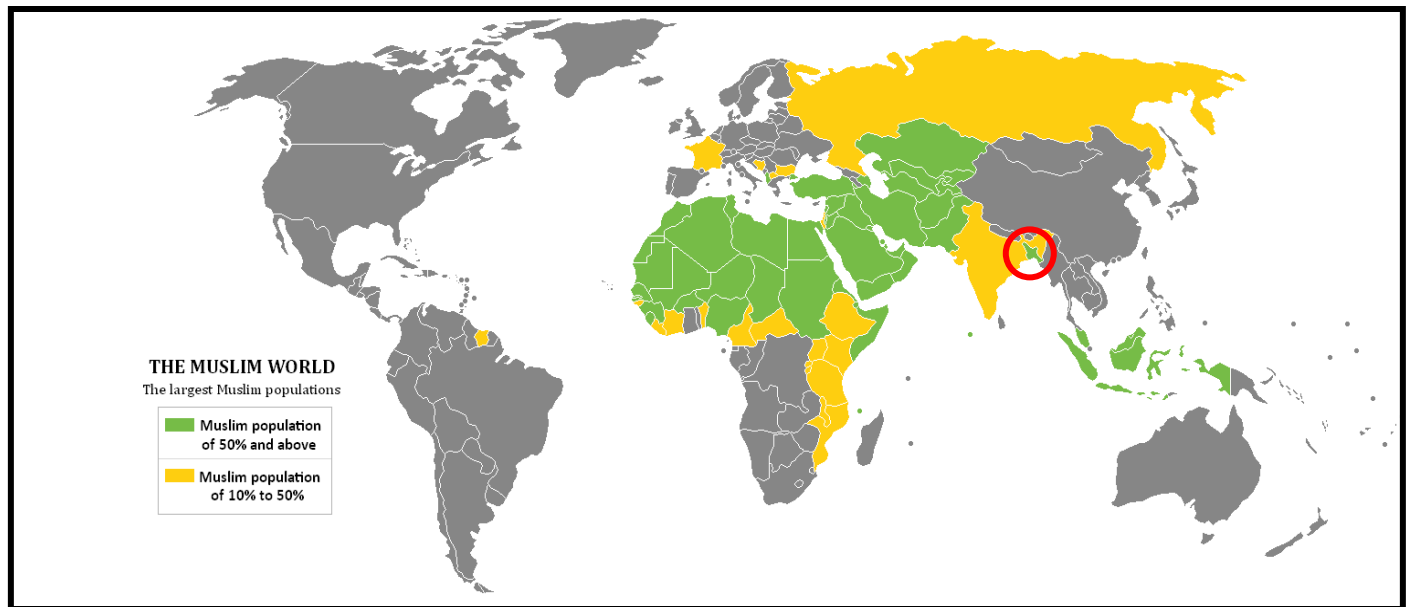 THE MUSLIM WORLD
The largest Muslim populations
Muslim population
of 50% and above
Muslim population
of 10% to 50%